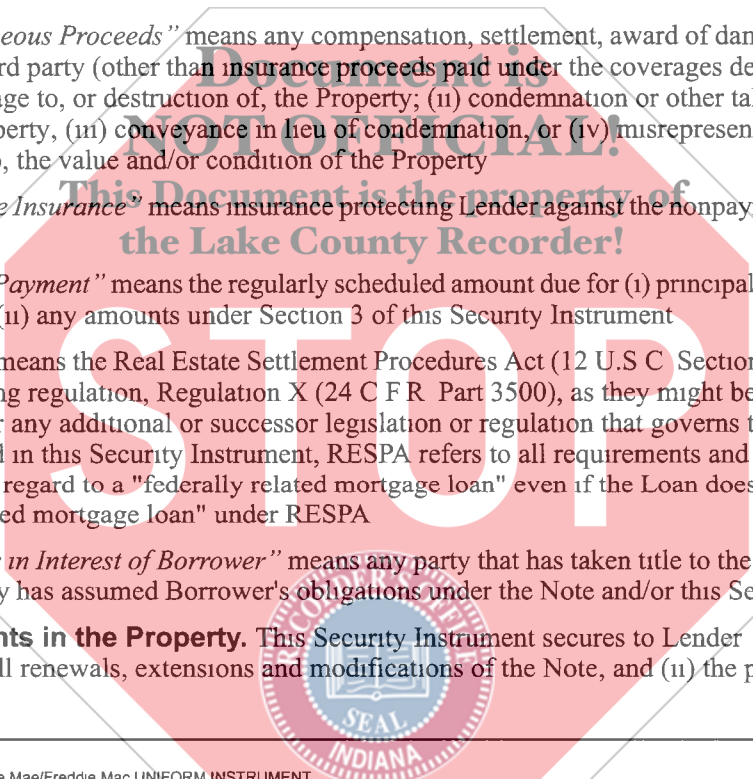 eous Proceeds" means any compensation, settlement, award of dam
rd party (other than insurance proceeds paid under the coverages de
age to, or destruction of, the Property; (ii) condemnation or other tal
perty, (iii) conveyance in lieu of condemnation, or (iv) misrepresen
, the value and/or condition of the Property
Document is
NOT OFFICIAL!
This Document is the property of
the Lake County Recorder!
e Insurance" means insurance protecting Lender against the nonpay
Payment" means the regularly scheduled amount due for (i) principal
(ii) any amounts under Section 3 of this Security Instrument
STOP
means the Real Estate Settlement Procedures Act (12 U.S C Section
ng regulation, Regulation X (24 C F R Part 3500), as they might be
r any additional or successor legislation or regulation that governs t
d in this Security Instrument, RESPA refers to all requirements and
regard to a "federally related mortgage loan" even if the Loan does
ed mortgage loan" under RESPA
in Interest of Borrower" means any party that has taken title to the
y has assumed Borrower's obligations under the Note and/or this Se
nts in the Property. This Security Instrument secures to Lender
ll renewals, extensions and modifications of the Note, and (ii) the p
RECORDER'S OFFICE
SEAL
INDIANA
e Mae/Freddie Mac UNIFORM INSTRUMENT